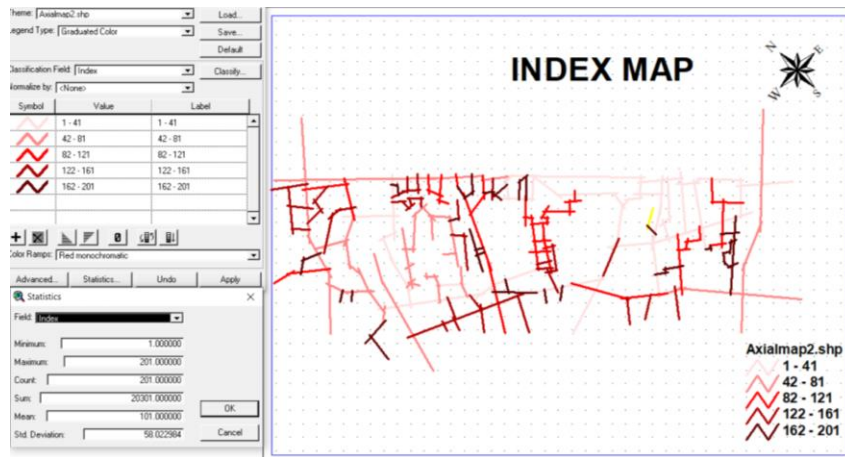 Theme: Axialmap2.shp Load...
Legend Type: Graduated Color Save...
Default
Classification Field: Index Classify...
Normalize by: <None>
Symbol Value Label
1 - 41 1 - 41
42 - 81 42 - 81
82 - 121 82 - 121
122 - 161 122 - 161
162 - 201 162 - 201
Color Ramps: Red monochromatic
Advanced... Statistics... Undo Apply
Statistics
Field: Index
Minimum: 1.000000
Maximum: 201.000000
Count: 201.000000
Sum: 20301.000000
Mean: 101.000000
Std. Deviation: 58.022984
OK
Cancel
INDEX MAP
N
E
W
S
Axialmap2.shp
1 - 41
42 - 81
82 - 121
122 - 161
162 - 201